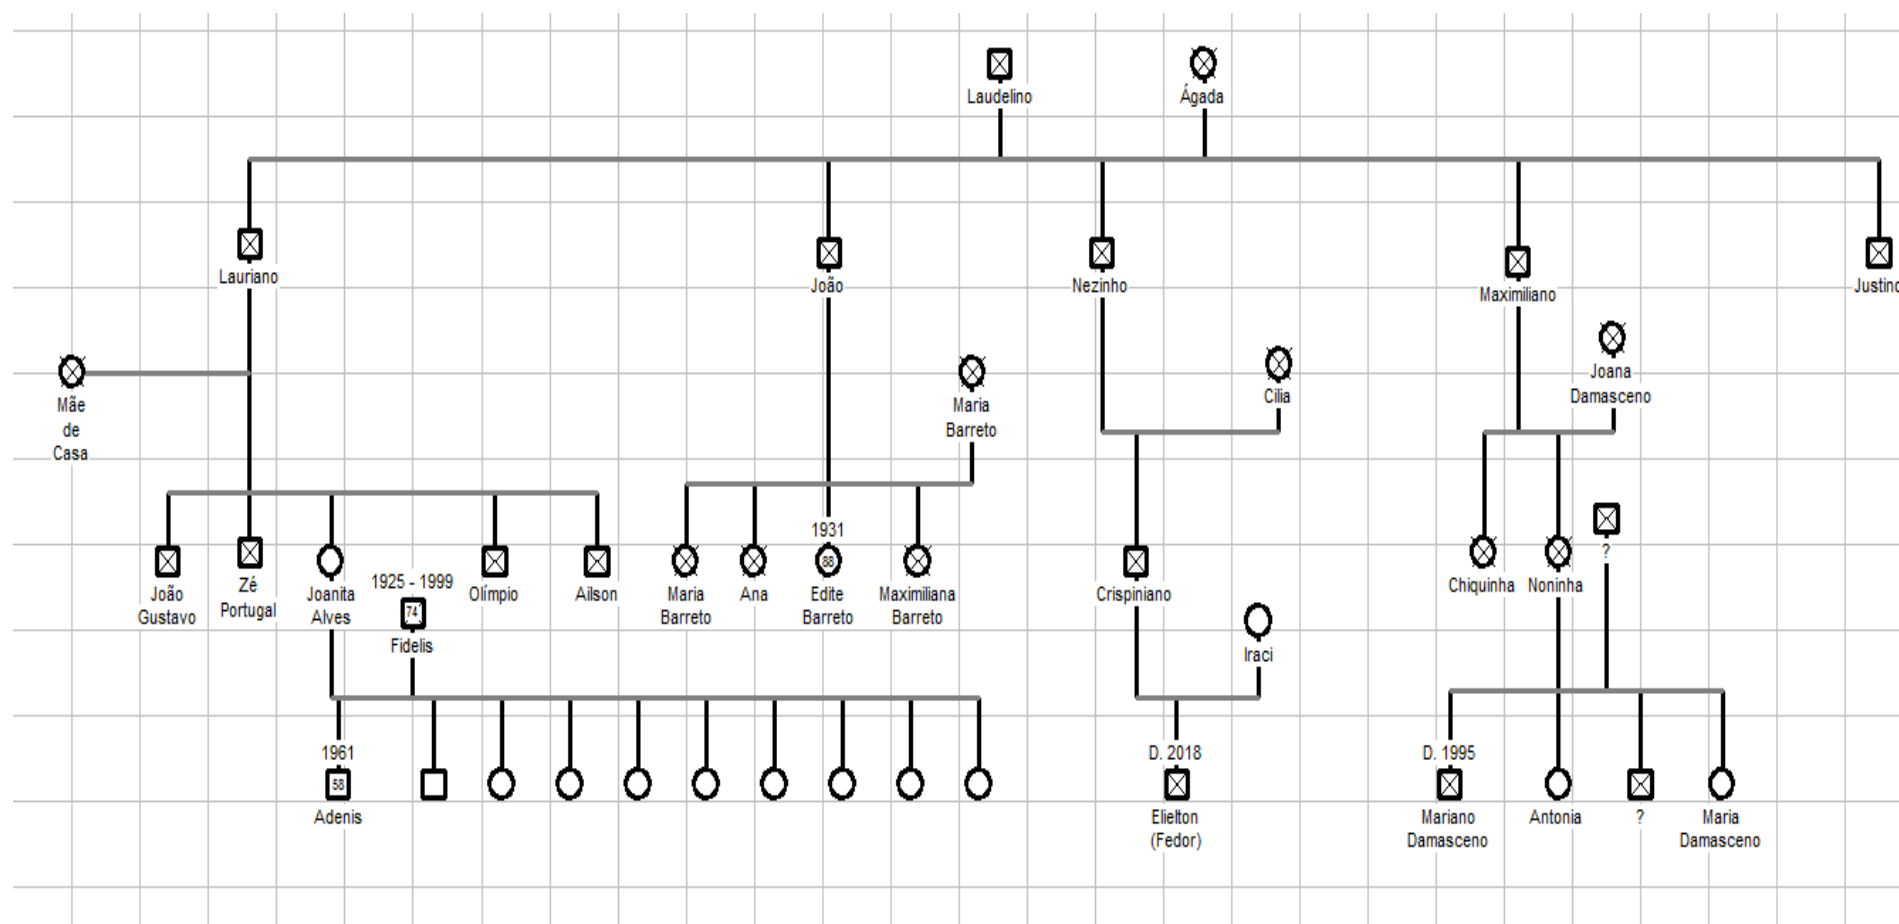 Laudelino
Ágada
Lauriano
João
Nezinho
Maximiliano
Justino
Mãe
de
Casa
Maria
Barreto
Cilia
Joana
Damasceno
João
Gustavo
Zé
Portugal
Joanita
Alves
1925 - 1999
74
Fidelis
Olímpio
Ailson
Maria
Barreto
Ana
1931
88
Edite
Barreto
Maximiliana
Barreto
Crispiniano
Iraci
Chiquinha
Noninha
?
1961
58
Adenis
D. 2018
Elielton
(Fedor)
D. 1995
Mariano
Damasceno
Antonia
?
Maria
Damasceno